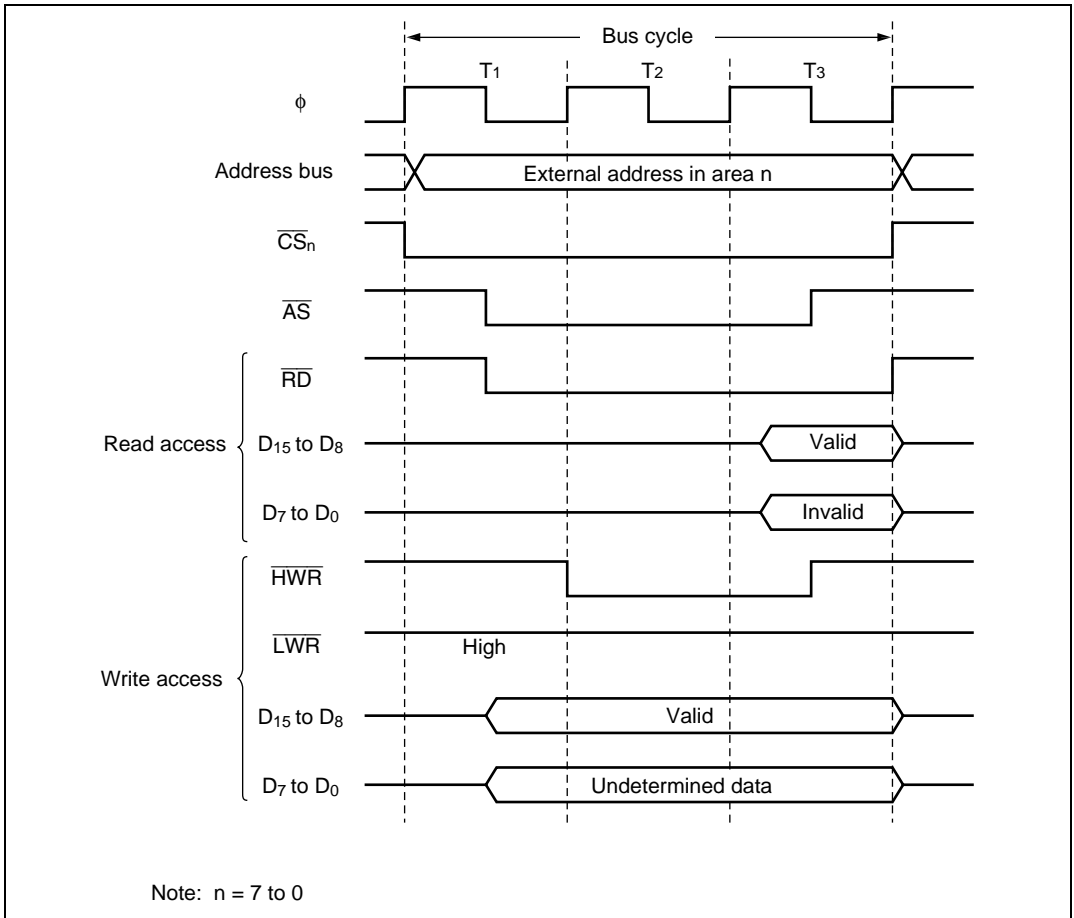 Bus cycle
T1 T2 T3
ϕ
Address bus External address in area n
CSn
AS
Read access
RD
D15 to D8 Valid
D7 to D0 Invalid
Write access
HWR
LWR High
D15 to D8 Valid
D7 to D0 Undetermined data
Note: n = 7 to 0